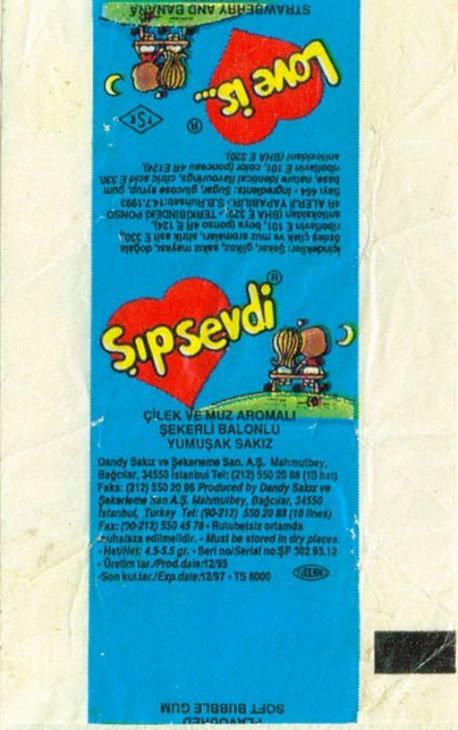 STRAWBERRY AND BANANA
Love is...
®
TSE
İçindekiler: Şeker, glikoz, sakız mayası, doğala
özdeş çilek ve muz aromaları, sitrik asit E 330,
riboflavin E 101, boya (ponso 4R E 124),
antioksidan (BHA E 320) - TERKİBİNDEKİ PONSO
4R ALERJİ YAPABİLİR. S.B.Ruhsatı:14.7.1993
Sayı 464 - Ingredients: Sugar, glucose syrup, gum
base, nature identical flavourings, citric acid E 330,
riboflavin E 101, color (ponceau 4R E124),
antioxidant (BHA E 320).
Şıpsevdi ®
ÇİLEK VE MUZ AROMALI
ŞEKERLİ BALONLU
YUMUŞAK SAKIZ
Dandy Sakız ve Şekerleme San. A.Ş. Mahmutbey,
Bağcılar, 34550 İstanbul Tel: (212) 550 20 88 (10 hat)
Faks: (212) 550 20 96 Produced by Dandy Sakız ve
Şekerleme San A.Ş. Mahmutbey, Bağcılar, 34550
İstanbul, Turkey Tel: (90-212) 550 20 88 (10 lines)
Fax: (90-212) 550 45 78 - Rutubetsiz ortamda
muhafaza edilmelidir. - Must be stored in dry places.
- Net/Net: 4.5-5.5 gr. - Seri no/Serial no:ŞP 302 95.12
- Üretim tar./Prod.date:12/95
-Son kul.tar./Exp.date:12/97 - TS 8000
FLAVOURED
SOFT BUBBLE GUM